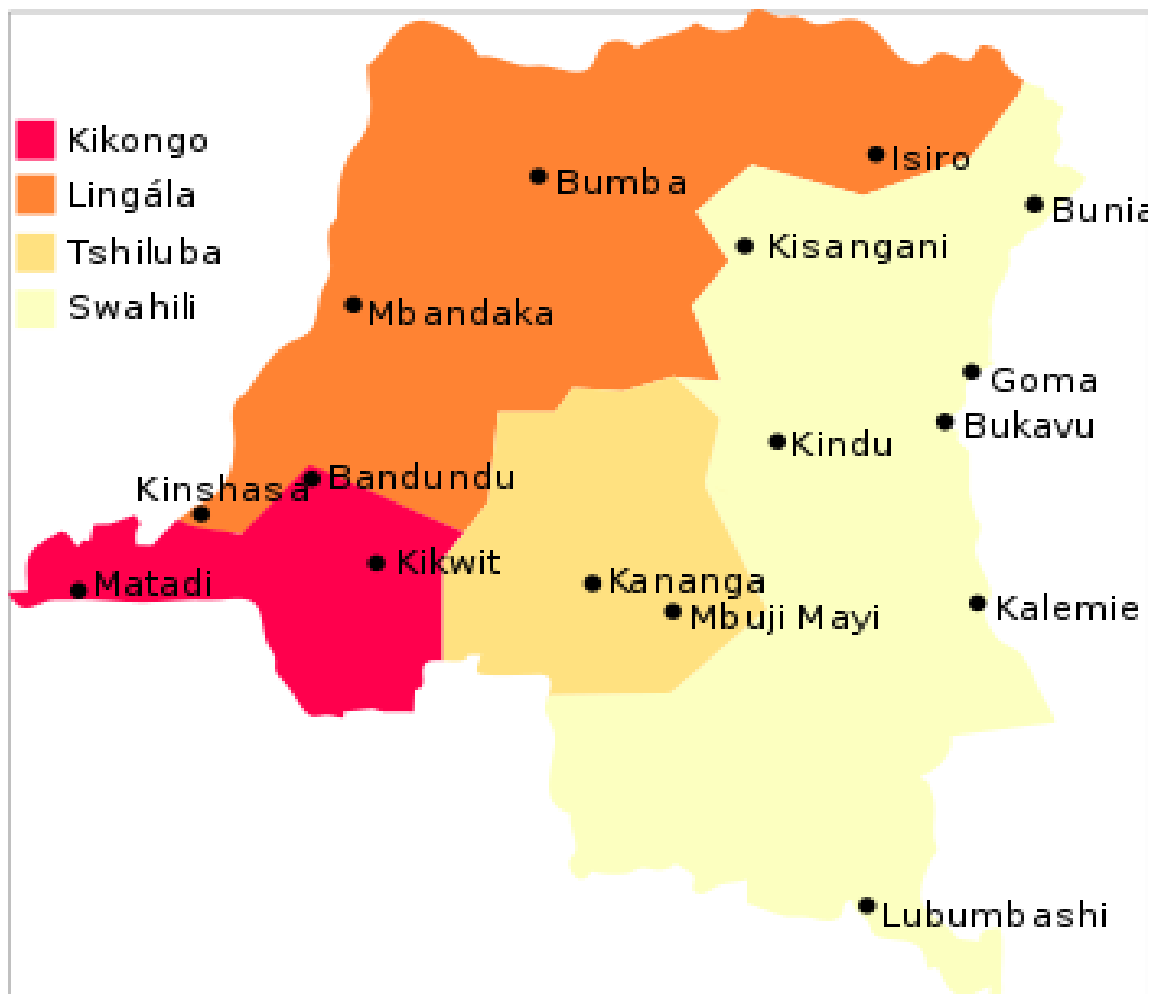 Kikongo
Lingála
Tshiluba
Swahili
Isiro
Bumba
Bunia
Kisangani
Mbandaka
Goma
Bukavu
Kindu
Bandundu
Kinshasa
Kikwit
Kananga
Matadi
Kalemie
Mbuji Mayi
Lubumbashi